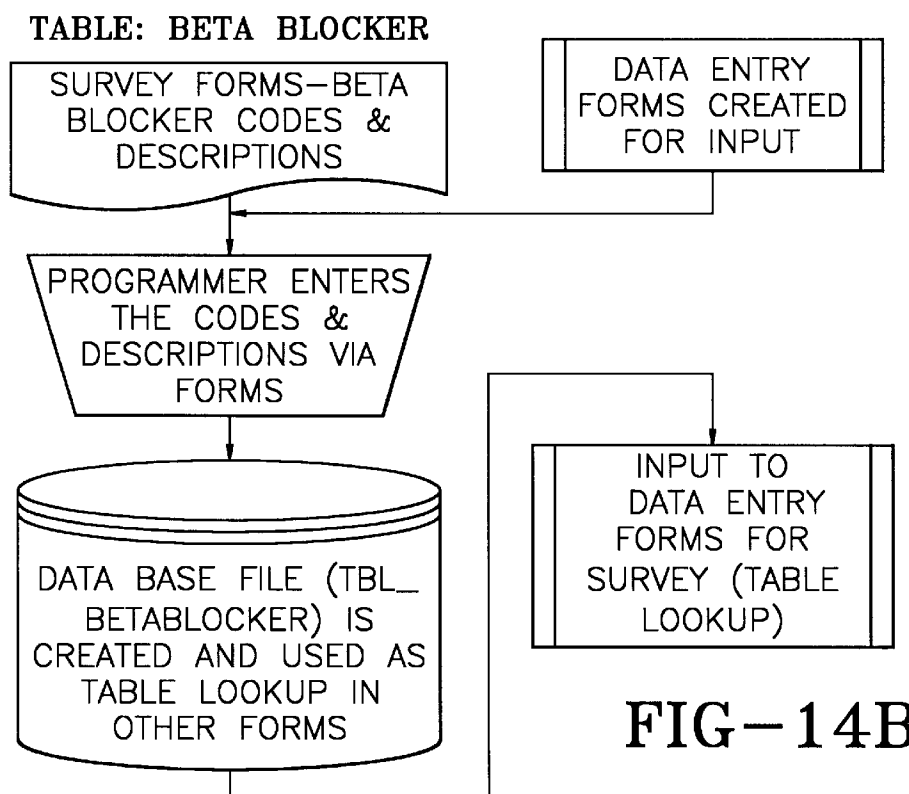 TABLE: BETA BLOCKER
SURVEY FORMS-BETA
BLOCKER CODES &
DESCRIPTIONS
DATA ENTRY
FORMS CREATED
FOR INPUT
PROGRAMMER ENTERS
THE CODES &
DESCRIPTIONS VIA
FORMS
DATA BASE FILE (TBL_
BETABLOCKER) IS
CREATED AND USED AS
TABLE LOOKUP IN
OTHER FORMS
INPUT TO
DATA ENTRY
FORMS FOR
SURVEY (TABLE
LOOKUP)
FIG-14B